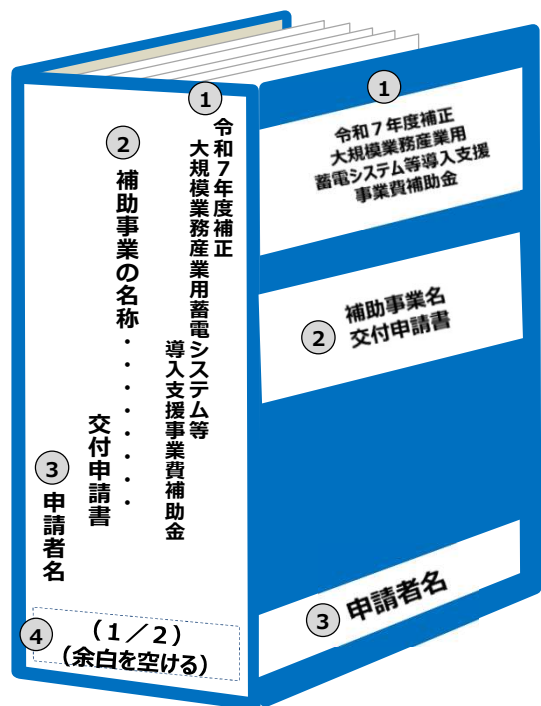 ①
令和７年度補正
大規模業務産業用蓄電システム等
導入支援事業費補助金
②
補助事業の名称・・・・・・・
交付申請書
③
申請者名
④
（１／２）
（余白を空ける）
①
令和７年度補正
大規模業務産業用
蓄電システム等導入支援
事業費補助金
②
補助事業名
交付申請書
③
申請者名